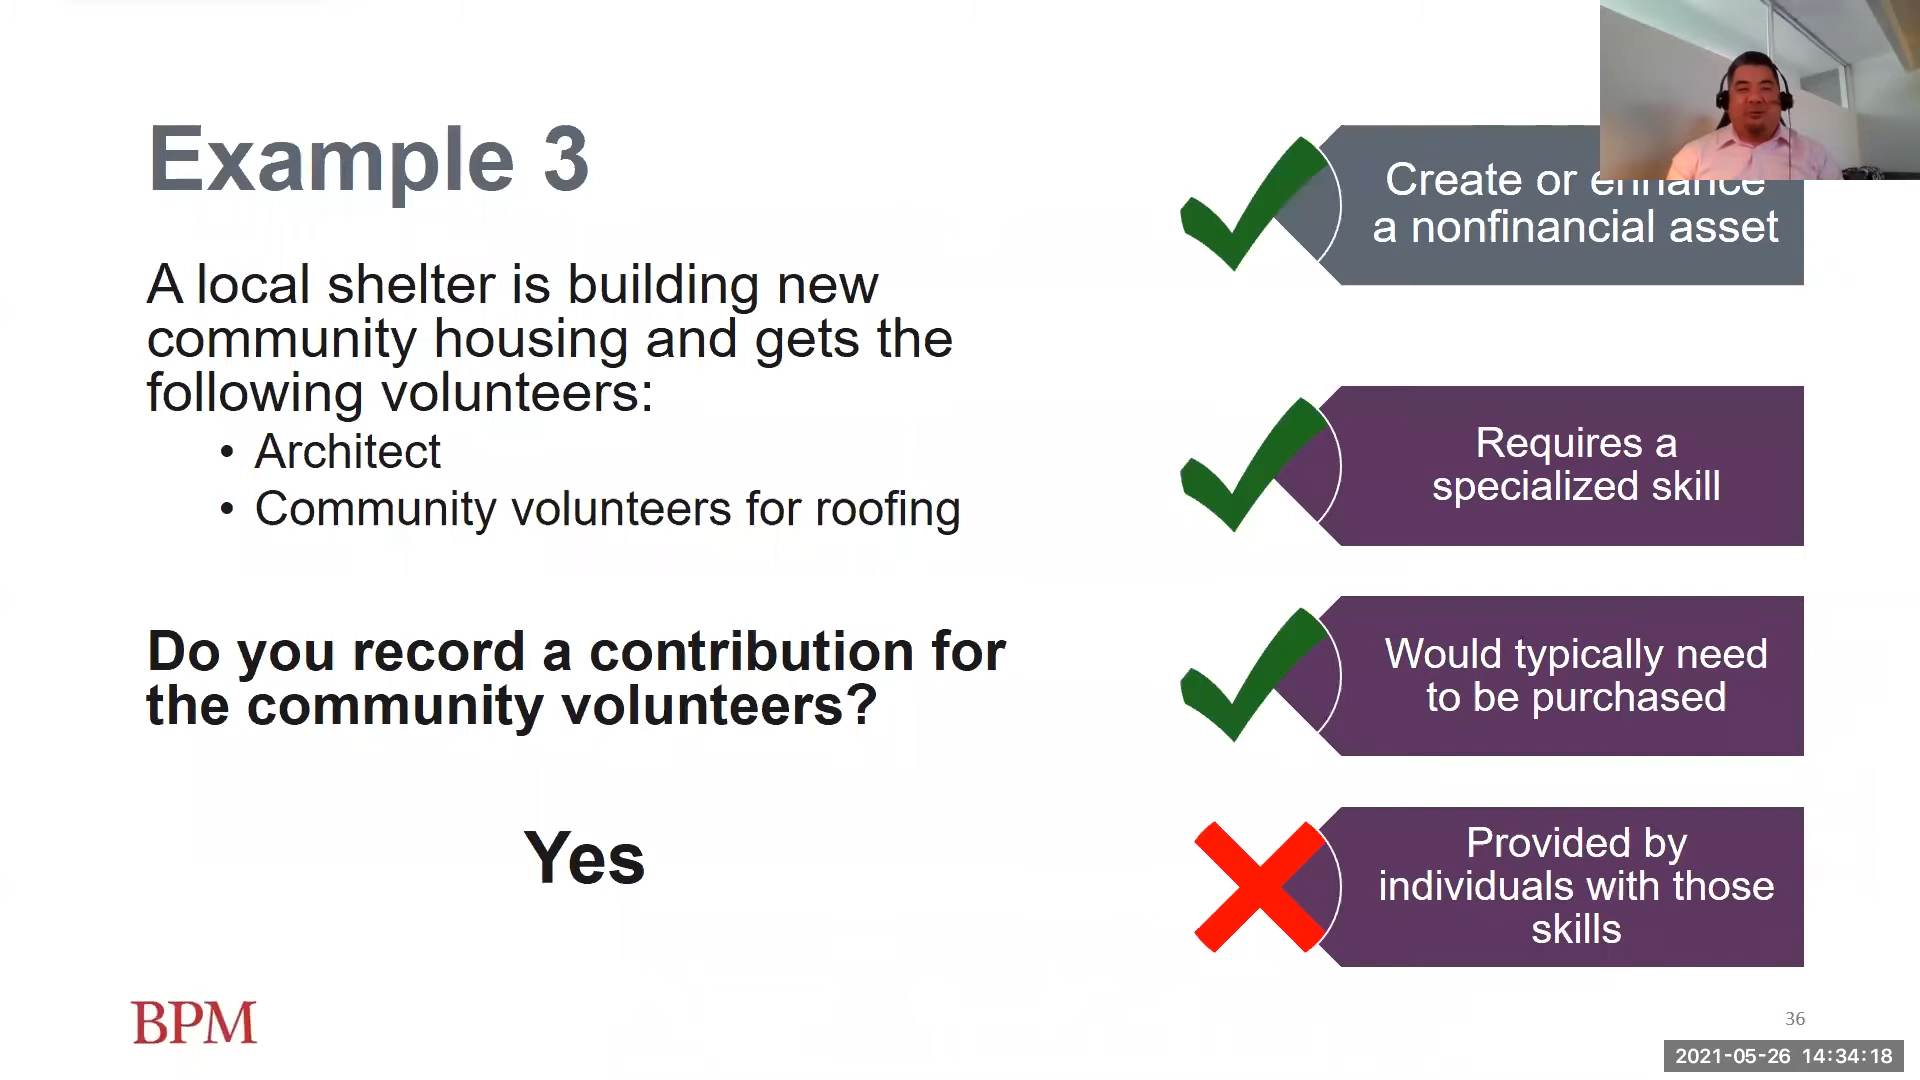 Example 3
A local shelter is building new
community housing and gets the
following volunteers:
• Architect
• Community volunteers for roofing
Do you record a contribution for
the community volunteers?
Yes
Create or enhance
a nonfinancial asset
Requires a
specialized skill
Would typically need
to be purchased
Provided by
individuals with those
skills
BPM
36
2021-05-26 14:34:18